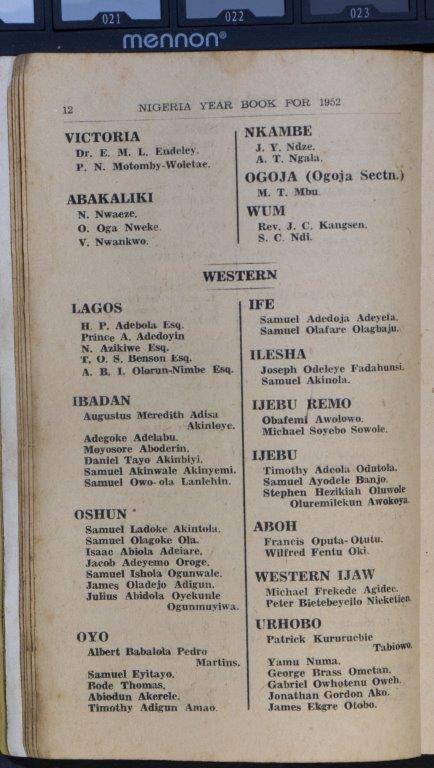 021
022
023
mennon®
12
NIGERIA YEAR BOOK FOR 1952
VICTORIA
Dr. E. M. L. Endeley.
P. N. Motomby-Woletae.
ABAKALIKI
N. Nwaeze.
O. Oga Nweke
V. Nwankwo.
NKAMBE
J. Y. Ndze.
A. T. Ngala.
OGOJA (Ogoja Sectn.)
M. T. Mbu
WUM
Rev. J. C. Kangsen.
S. C. Ndi.
WESTERN
LAGOS
H. P. Adebola Esq.
Prince A. Adedoyin
N. Azikiwe Esq.
T. O. S. Benson Esq.
A. B. I. Olorun-Nimbe Esq.
IBADAN
Augustus Meredith Adisa
Akinloye.
Adegoke Adelabu.
Moyosore Aboderin.
Daniel Tayo Akinbiyi.
Samuel Akinwale Akinyemi.
Samuel Owo-ola Lanlehin.
OSHUN
Samuel Ladoke Akintola.
Samuel Olagoke Ola.
Isaac Abiola Adeiare.
Jacob Adeyemo Oroge.
Samuel Ishola Ogunwale.
James Oladejo Adigun.
Julius Abidola Oyekunle
Ogunmuyiwa.
OYO
Albert Babalola Pedro
Martins.
Samuel Eyitayo.
Bode Thomas.
Abiodun Akerele.
Timothy Adigun Amao.
IFE
Samuel Adedoja Adeyefa.
Samuel Olafare Olagbaju.
ILESHA
Joseph Odeleye Fadahunsi.
Samuel Akinola.
IJEBU REMO
Obafemi Awolowo.
Michael Soyebo Sowole.
IJEBU
Timothy Adeola Odutola.
Samuel Ayodele Banjo.
Stephen Hezikiah Oluwole
Oluremilekun Awokoya.
ABOH
Francis Oputa-Otutu.
Wilfred Fentu Oki.
WESTERN IJAW
Michael Frekede Agidee.
Peter Bietebeyeilo Nieketien.
URHOBO
Patrick Kururuebie
Tabiowo.
Yamu Numa.
George Brass Ometan.
Gabriel Owhotenu Oweh.
Jonathan Gordon Ako.
James Ekgre Otobo.